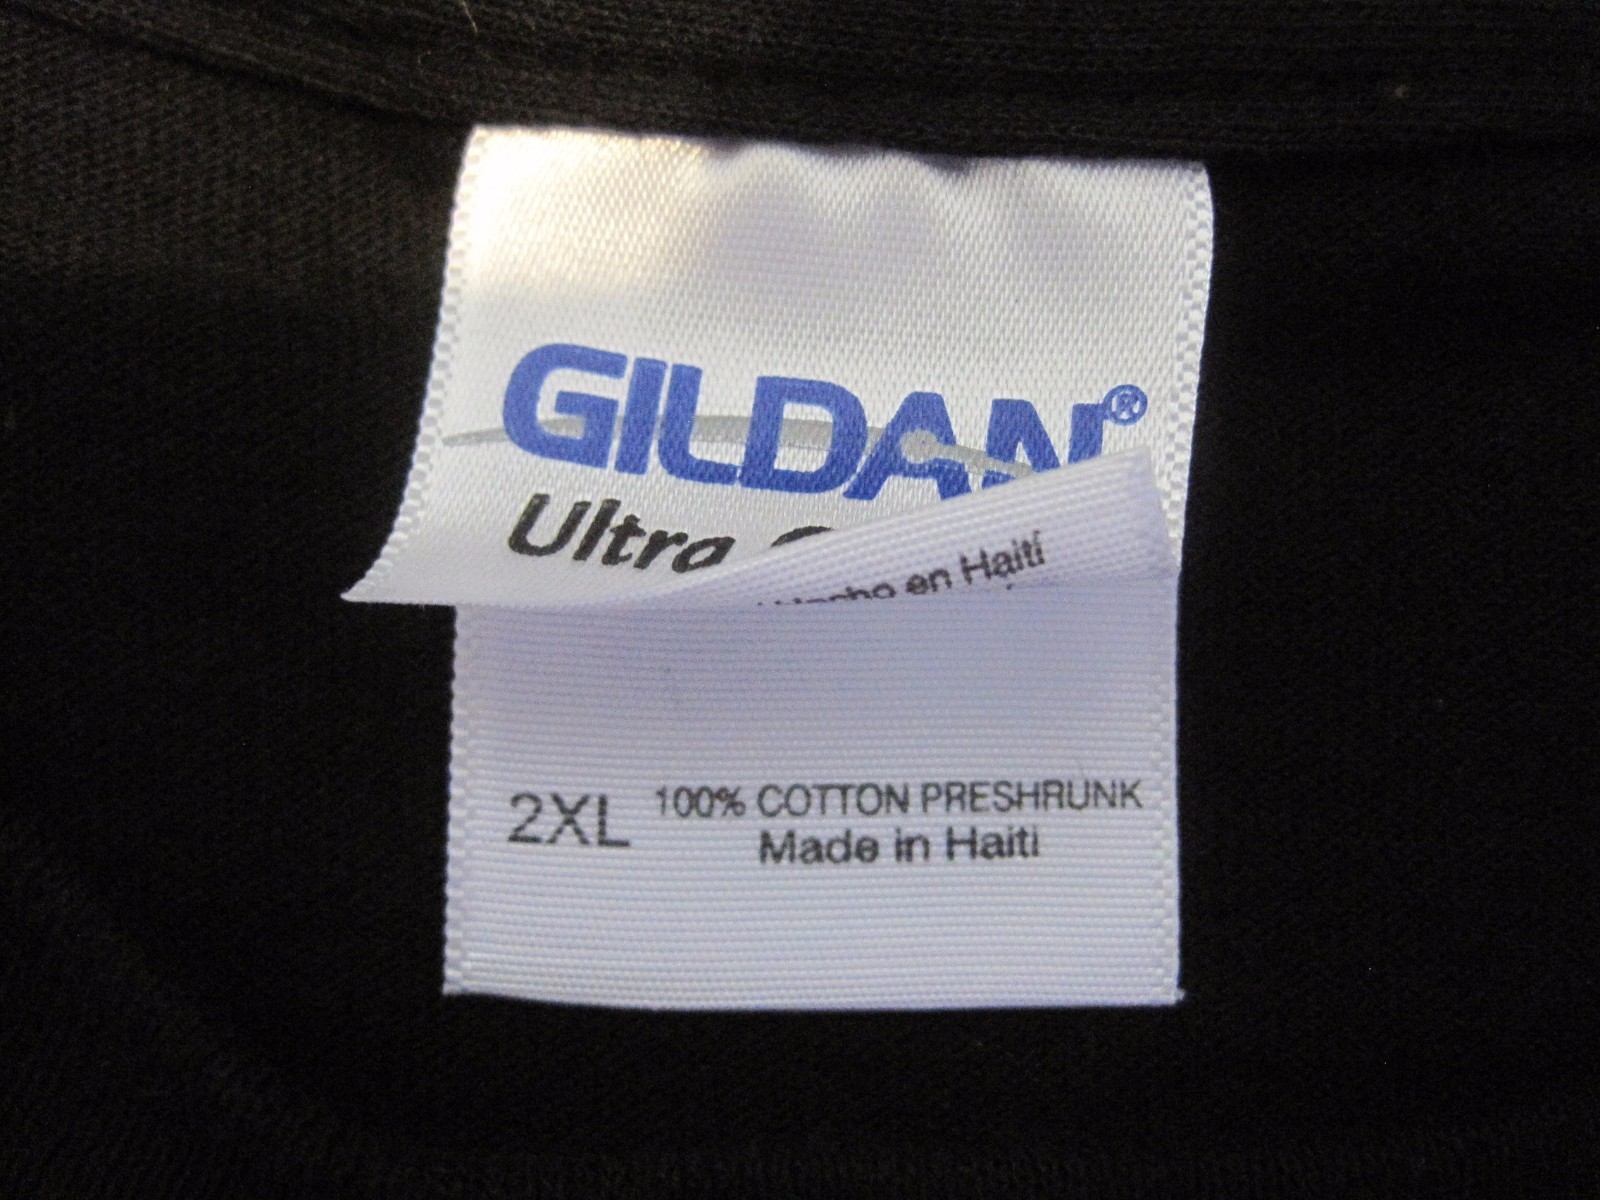 GILDAN®
Ultra
Hecho en Haití
2XL 100% COTTON PRESHRUNK
Made in Haiti